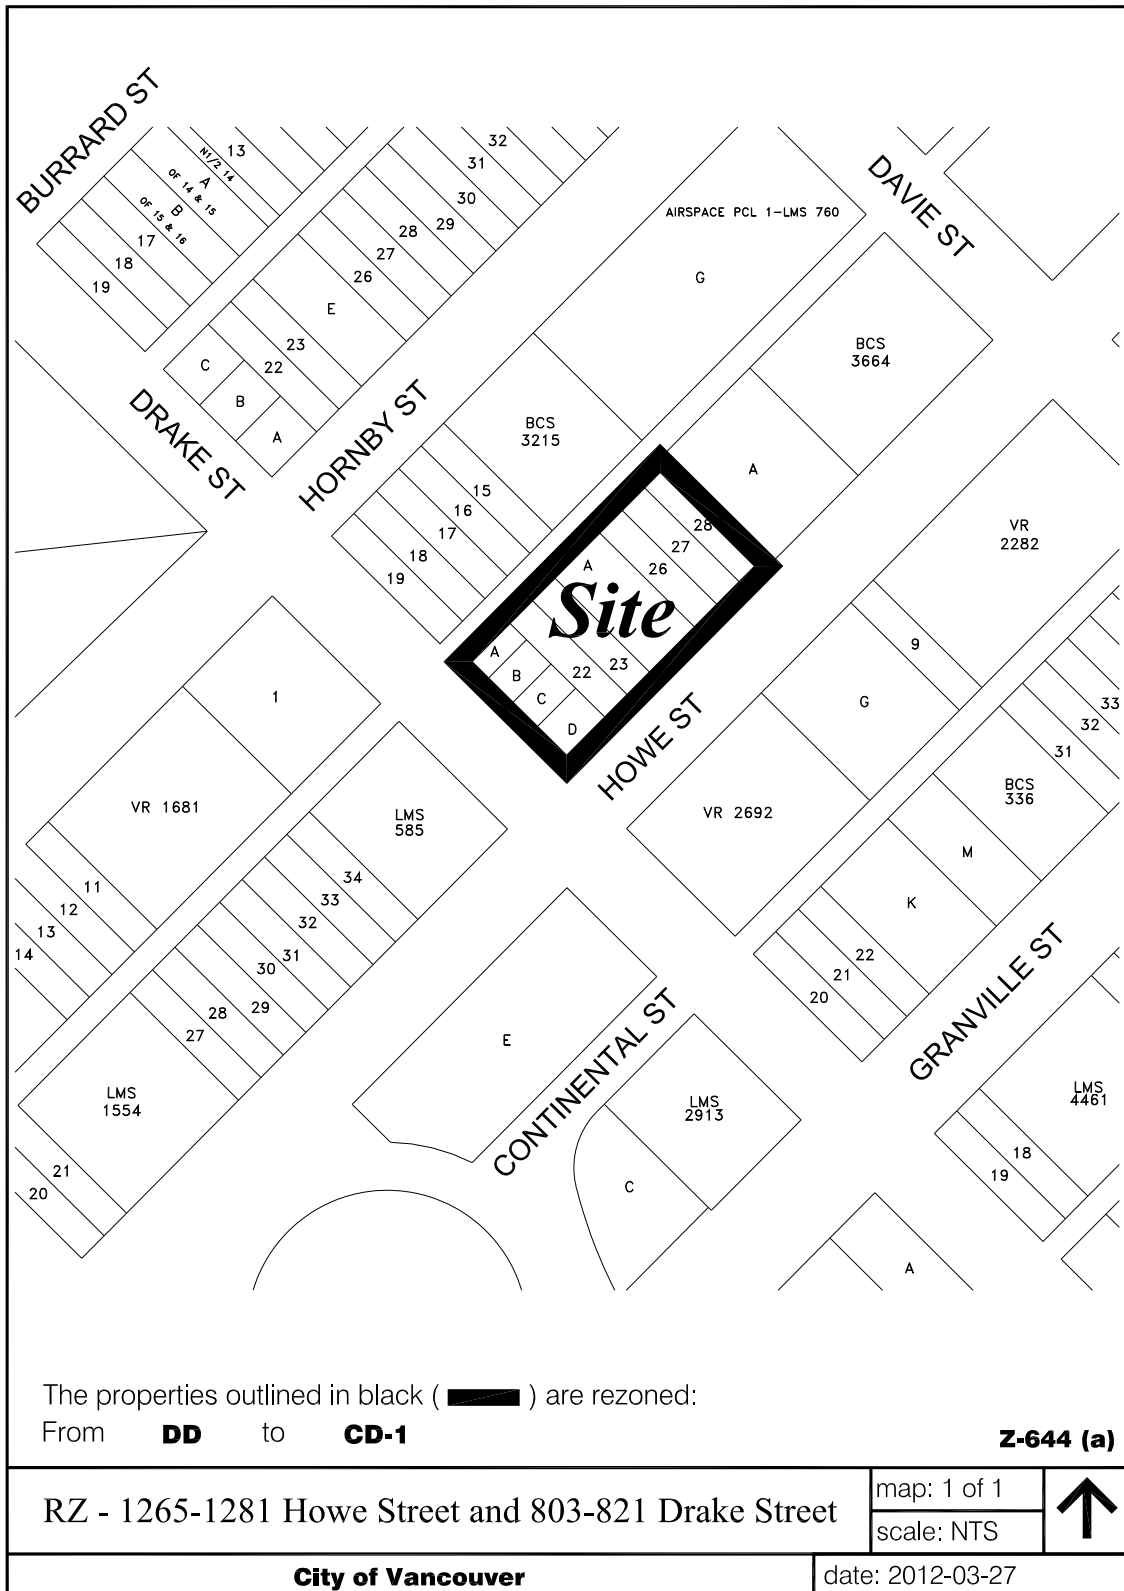 BURRARD ST
13
N1/2 14
A
OF 14 & 15
B
OF 15 & 16
17
18
19
32
31
30
29
28
27
26
E
23
22
C
B
A
DRAKE ST
HORNBY ST
DAVIE ST
AIRSPACE PCL 1-LMS 760
G
BCS
3664
BCS
3215
A
15
16
17
18
19
28
27
26
A
Site
23
22
A
B
C
D
HOWE ST
VR
2282
9
G
VR 2692
33
32
31
BCS
336
M
K
22
21
20
GRANVILLE ST
1
VR 1681
11
12
13
14
LMS
585
34
33
32
31
30
29
28
27
LMS
1554
21
20
E
CONTINENTAL ST
LMS
2913
C
LMS
4461
18
19
A
The properties outlined in black ( ) are rezoned:
From DD to CD-1
Z-644 (a)
RZ - 1265-1281 Howe Street and 803-821 Drake Street
map: 1 of 1
scale: NTS
City of Vancouver
date: 2012-03-27